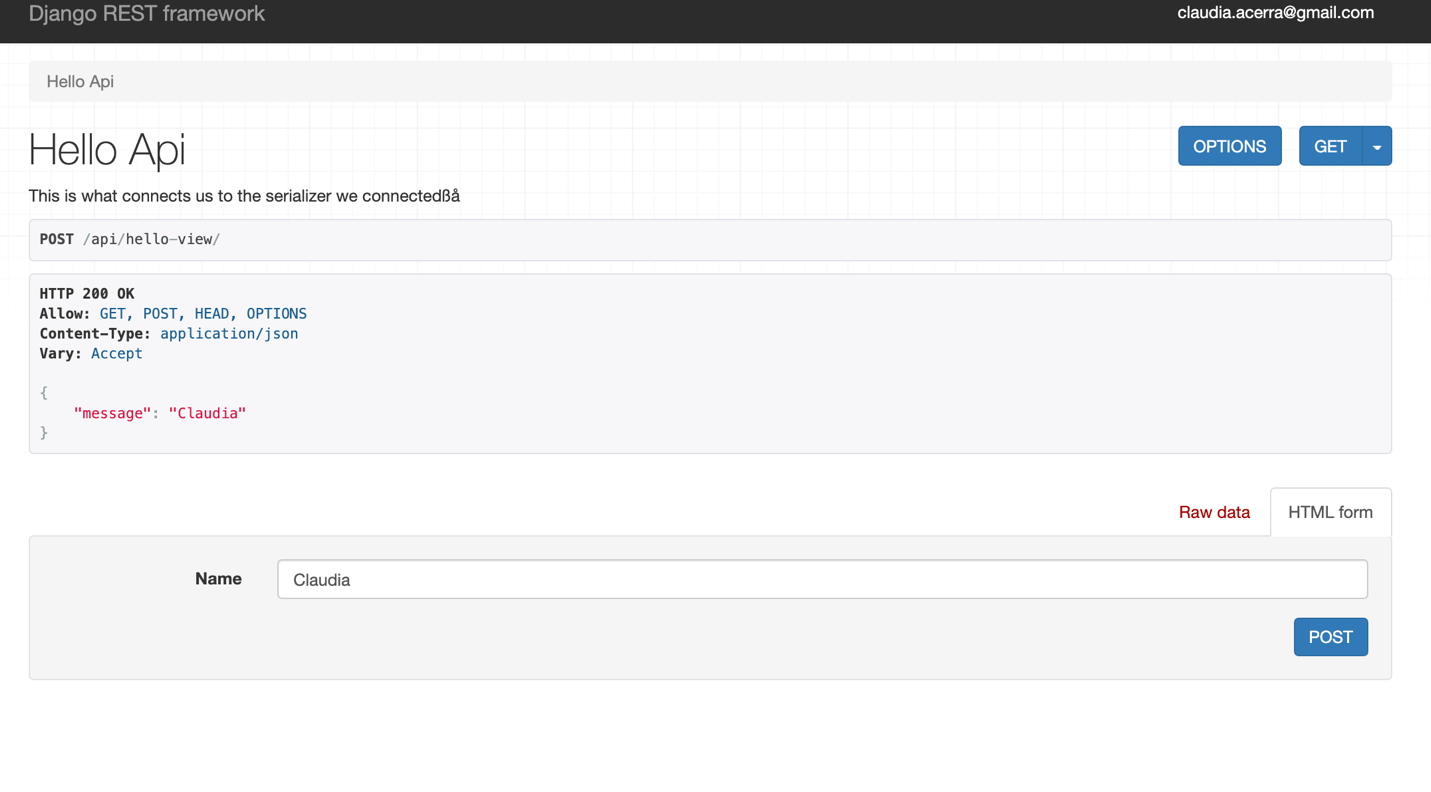 Django REST framework
claudia.acerra@gmail.com
Hello Api
Hello Api
OPTIONS
GET
This is what connects us to the serializer we connectedßå
POST /api/hello-view/
HTTP 200 OK
Allow: GET, POST, HEAD, OPTIONS
Content-Type: application/json
Vary: Accept
{
"message": "Claudia"
}
Raw data
HTML form
Name
Claudia
POST